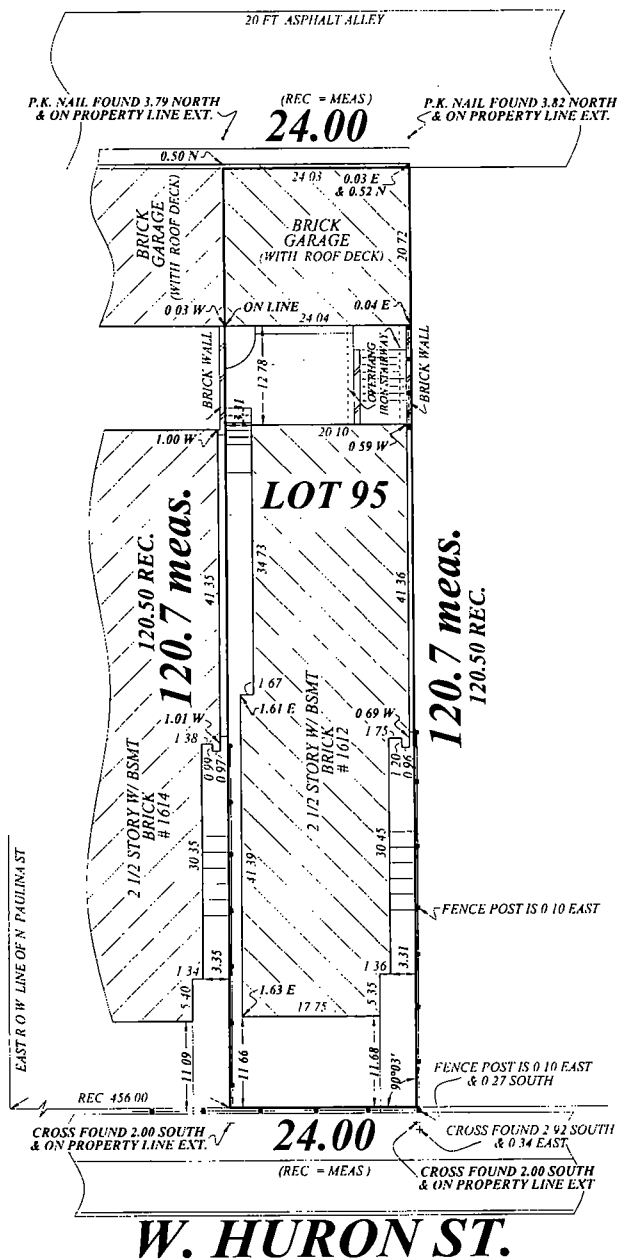 20 FT ASPHALT ALLEY
P.K. NAIL FOUND 3.79 NORTH
& ON PROPERTY LINE EXT.
(REC = MEAS)
24.00
P.K. NAIL FOUND 3.82 NORTH
& ON PROPERTY LINE EXT.
0.50 N
24 03
0.03 E
& 0.52 N
BRICK
GARAGE
(WITH ROOF DECK)
BRICK
GARAGE
(WITH ROOF DECK)
20 72
0 03 W
ON LINE
24 04
0.04 E
BRICK WALL
12 78
OVERHANG
IRON STAIRWAY
BRICK WALL
20 10
1.00 W
0 59 W
LOT 95
120.50 REC.
120.7 meas.
41 35
34 73
41 36
120.7 meas.
120.50 REC.
1 67
1.61 E
1.01 W
1 38
0 99
0.97
0 69 W
1 75
1 20
0 96
2 1/2 STORY W/ BSMT
BRICK
# 1614
2 1/2 STORY W/ BSMT
BRICK
# 1612
30 35
41 39
30 45
FENCE POST IS 0 10 EAST
EAST R O W LINE OF N PAULINA ST
1 34
3.35
1 36
3.31
5 40
1.63 E
17 75
5 35
11 09
11 66
11.68
90°03'
FENCE POST IS 0 10 EAST
& 0.27 SOUTH
REC 456 00
CROSS FOUND 2.00 SOUTH
& ON PROPERTY LINE EXT.
24.00
(REC = MEAS)
CROSS FOUND 2 92 SOUTH
& 0 34 EAST
CROSS FOUND 2.00 SOUTH
& ON PROPERTY LINE EXT
W. HURON ST.